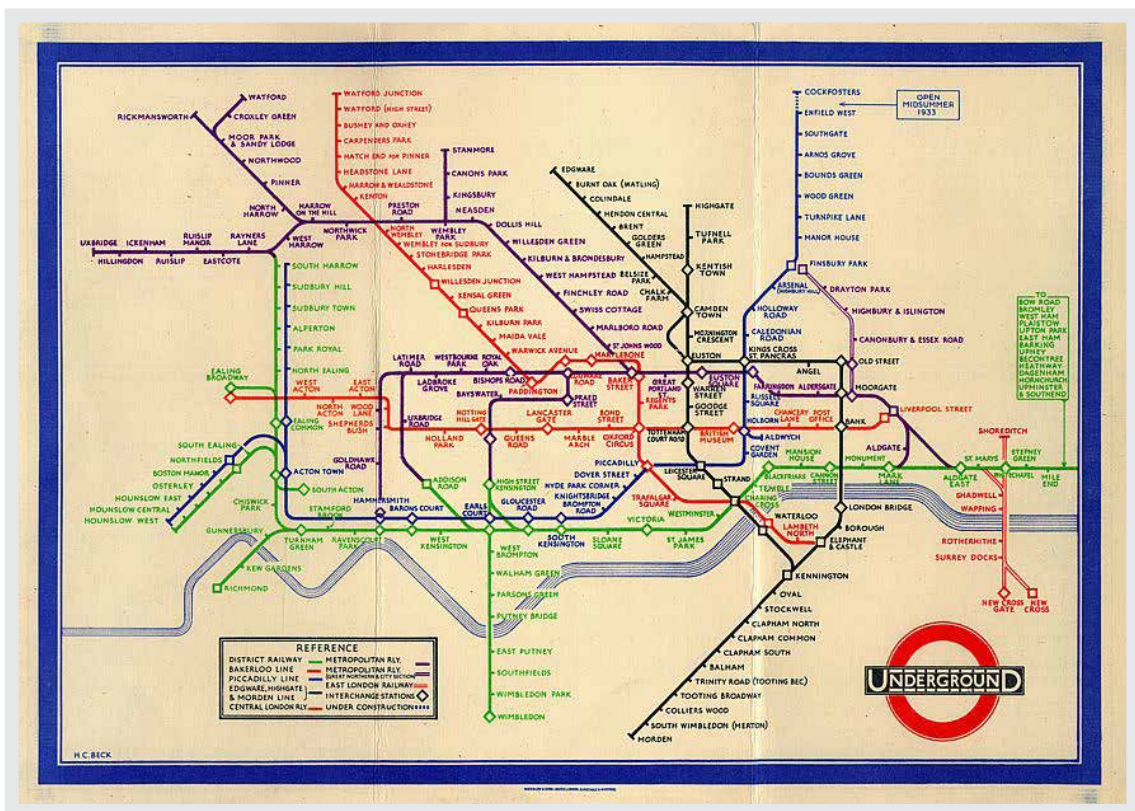 WATFORD
RICKMANSWORTH
CROXLEY GREEN
MOOR PARK
& SANDY LODGE
NORTHWOOD
PINNER
NORTH
HARROW
HARROW
ON THE HILL
NORTHWICK
PARK
PRESTON
ROAD
UXBRIDGE
ICKENHAM
RUISLIP
MANOR
RAYNERS
LANE
WEST
HARROW
HILLINGDON
RUISLIP
EASTCOTE
WATFORD JUNCTION
WATFORD (HIGH STREET)
BUSHEY AND OXHEY
CARPENDERS PARK
HATCH END FOR PINNER
HEADSTONE LANE
HARROW & WEALDSTONE
KENTON
NORTH
WEMBLEY
WEMBLEY FOR SUDBURY
STONEBRIDGE PARK
HARLESDEN
WILLESDEN JUNCTION
KENSAL GREEN
QUEENS PARK
KILBURN PARK
MAIDA VALE
WARWICK AVENUE
STANMORE
CANONS PARK
KINGSBURY
WEMBLEY
PARK
NEASDEN
DOLLIS HILL
WILLESDEN GREEN
KILBURN & BRONDESBURY
WEST HAMPSTEAD
FINCHLEY ROAD
SWISS COTTAGE
MARLBORO ROAD
ST. JOHNS WOOD
EDGWARE
BURNT OAK (WATLING)
COLINDALE
HENDON CENTRAL
BRENT
GOLDERS
GREEN
HAMPSTEAD
BELSIZE
PARK
CHALK
FARM
HIGHGATE
TUFNELL
PARK
KENTISH
TOWN
CAMDEN
TOWN
MORNINGTON
CRESCENT
EUSTON
COCKFOSTERS
OPEN
MIDSUMMER
1933
ENFIELD WEST
SOUTHGATE
ARNOS GROVE
BOUNDS GREEN
WOOD GREEN
TURNPIKE LANE
MANOR HOUSE
FINSBURY PARK
ARSENAL
(HIGHBURY HILL)
DRAYTON PARK
HOLLOWAY
ROAD
HIGHBURY & ISLINGTON
CALEDONIAN
ROAD
CANONBURY & ESSEX ROAD
KINGS CROSS
ST. PANCRAS
ANGEL
OLD STREET
TO
BOW ROAD
BROMLEY
WEST HAM
PLAISTOW
UPTON PARK
EAST HAM
BARKING
UPNEY
BECONTREE
HEATHWAY
DAGENHAM
HORNCHURCH
UPMINSTER
& SOUTHEND
SOUTH HARROW
SUDBURY HILL
SUDBURY TOWN
ALPERTON
PARK ROYAL
NORTH EALING
EALING
BROADWAY
WEST
ACTON
EAST
ACTON
NORTH
ACTON
WOOD
LANE
SHEPHERDS
BUSH
LATIMER
ROAD
WESTBOURNE
PARK
ROYAL
OAK
LADBROKE
GROVE
BISHOPS ROAD
BAYSWATER
PADDINGTON
EDGWARE
ROAD
PRAED
STREET
MARYLEBONE
BAKER
STREET
GREAT
PORTLAND
ST.
EUSTON
SQUARE
REGENTS
PARK
WARREN
STREET
GOODGE
STREET
RUSSELL
SQUARE
FARRINGDON
ALDERSGATE
MOORGATE
LIVERPOOL STREET
UXBRIDGE
ROAD
HOLLAND
PARK
NOTTING
HILL GATE
QUEENS
ROAD
LANCASTER
GATE
MARBLE
ARCH
BOND
STREET
OXFORD
CIRCUS
TOTTENHAM
COURT ROAD
BRITISH
MUSEUM
HOLBORN
CHANCERY
LANE
POST
OFFICE
BANK
ALDGATE
EALING
COMMON
SOUTH EALING
NORTHFIELDS
BOSTON MANOR
OSTERLEY
HOUNSLOW EAST
HOUNSLOW CENTRAL
HOUNSLOW WEST
ACTON TOWN
SOUTH ACTON
CHISWICK
PARK
GUNNERSBURY
KEW GARDENS
RICHMOND
TURNHAM
GREEN
STAMFORD
BROOK
RAVENSCOURT
PARK
GOLDHAWK
ROAD
HAMMERSMITH
BARONS COURT
WEST
KENSINGTON
ADDISON
ROAD
HIGH STREET
KENSINGTON
EARLS
COURT
GLOUCESTER
ROAD
SOUTH
KENSINGTON
BROMPTON
ROAD
KNIGHTSBRIDGE
HYDE PARK CORNER
DOVER STREET
PICCADILLY
LEICESTER
SQUARE
COVENT
GARDEN
ALDWYCH
STRAND
TRAFALGAR
SQUARE
CHARING
CROSS
TEMPLE
BLACKFRIARS
MANSION
HOUSE
CANNON
STREET
MONUMENT
MARK
LANE
ALDGATE
EAST
ST. MARYS
WHITECHAPEL
STEPNEY
GREEN
MILE
END
SLOANE
SQUARE
VICTORIA
ST. JAMES
PARK
WESTMINSTER
WATERLOO
LAMBETH
NORTH
ELEPHANT
& CASTLE
BOROUGH
LONDON BRIDGE
SHOREDITCH
SHADWELL
WAPPING
ROTHERHITHE
SURREY DOCKS
NEW CROSS
GATE
NEW
CROSS
WEST
BROMPTON
WALHAM GREEN
PARSONS GREEN
PUTNEY BRIDGE
EAST PUTNEY
SOUTHFIELDS
WIMBLEDON PARK
WIMBLEDON
KENNINGTON
OVAL
STOCKWELL
CLAPHAM NORTH
CLAPHAM COMMON
CLAPHAM SOUTH
BALHAM
TRINITY ROAD (TOOTING BEC)
TOOTING BROADWAY
COLLIERS WOOD
SOUTH WIMBLEDON (MERTON)
MORDEN
REFERENCE
DISTRICT RAILWAY
BAKERLOO LINE
PICCADILLY LINE
EDGWARE, HIGHGATE
& MORDEN LINE
CENTRAL LONDON RLY.
METROPOLITAN RLY.
METROPOLITAN RLY.
(GREAT NORTHERN & CITY SECTION)
EAST LONDON RAILWAY
INTERCHANGE STATIONS
UNDER CONSTRUCTION
UNDERGROUND
H.C. BECK